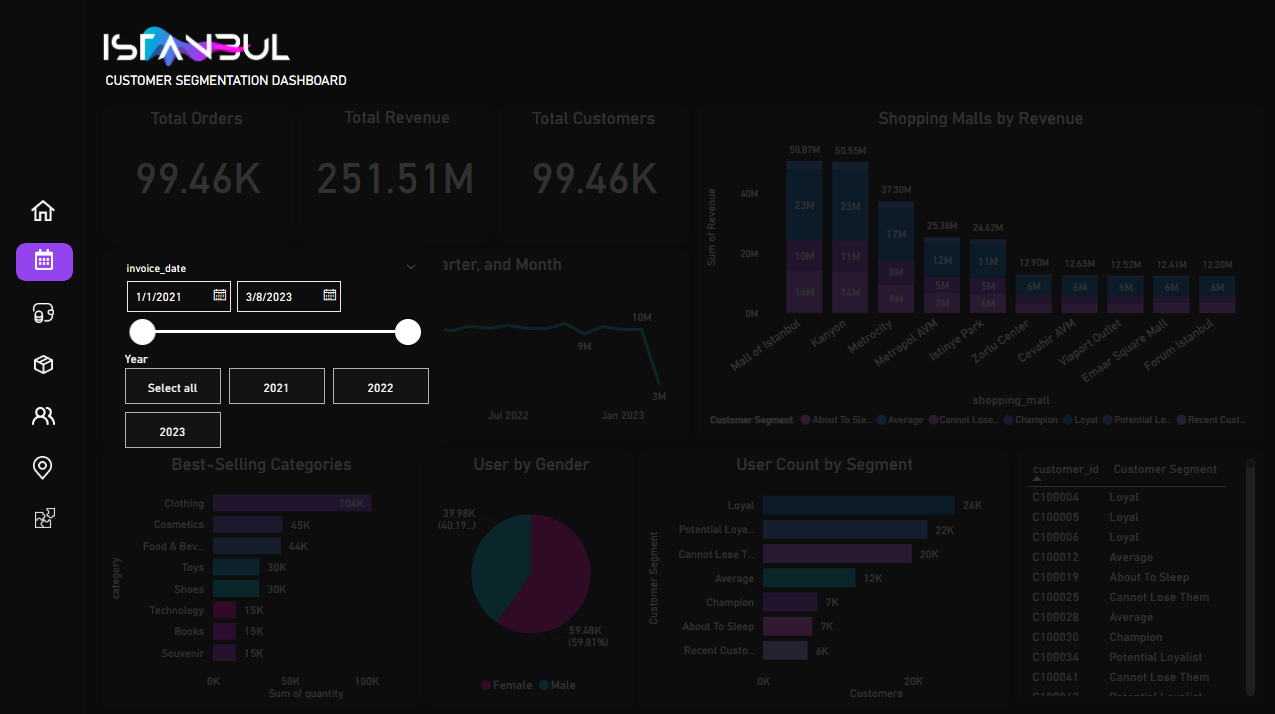 ISTANBUL
CUSTOMER SEGMENTATION DASHBOARD
Total Orders
99.46K
Total Revenue
251.51M
Total Customers
99.46K
Shopping Malls by Revenue
Sum of Revenue
40M
20M
0M
50.87M
50.55M
37.30M
25.38M
24.62M
12.90M
12.65M
12.52M
12.41M
12.30M
23M
23M
17M
12M
11M
6M
6M
6M
6M
6M
10M
11M
8M
5M
5M
14M
14M
9M
7M
6M
Mall of Istanbul
Kanyon
Metrocity
Metropol AVM
Istinye Park
Zorlu Center
Cevahir AVM
Viaport Outlet
Emaar Square Mall
Forum Istanbul
shopping_mall
Customer Segment
About To Sle...
Average
Cannot Lose...
Champion
Loyal
Potential Lo...
Recent Cust...
invoice_date
1/1/2021
3/8/2023
Year
Select all
2021
2022
2023
arter, and Month
10M
9M
3M
Jul 2022
Jan 2023
Best-Selling Categories
category
Clothing
104K
Cosmetics
45K
Food & Bev...
44K
Toys
30K
Shoes
30K
Technology
15K
Books
15K
Souvenir
15K
0K
50K
100K
Sum of quantity
User by Gender
39.98K
(40.19...)
59.48K
(59.81%)
Female
Male
User Count by Segment
Customer Segment
Loyal
26K
Potential Loya...
22K
Cannot Lose T...
20K
Average
12K
Champion
7K
About To Sleep
7K
Recent Custo...
6K
0K
20K
Customers
customer_id Customer Segment
C100004 Loyal
C100005 Loyal
C100006 Loyal
C100012 Average
C100019 About To Sleep
C100025 Cannot Lose Them
C100028 Average
C100030 Champion
C100034 Potential Loyalist
C100041 Cannot Lose Them
Potential Loyalist